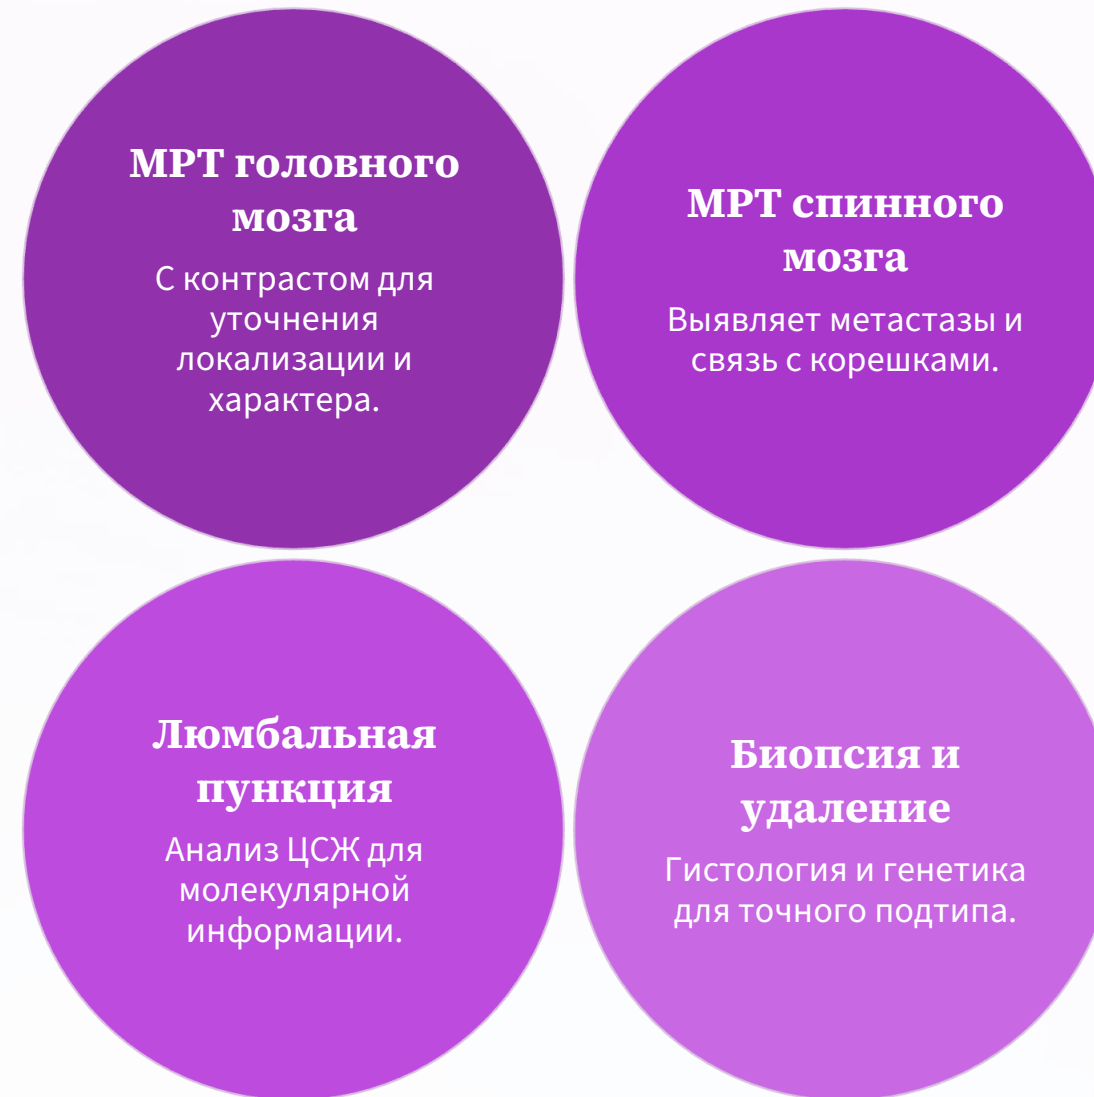 МРТ головного
мозга
С контрастом для
уточнения
локализации и
характера.
МРТ спинного
мозга
Выявляет метастазы и
связь с корешками.
Люмбальная
пункция
Анализ ЦСЖ для
молекулярной
информации.
Биопсия и
удаление
Гистология и генетика
для точного подтипа.